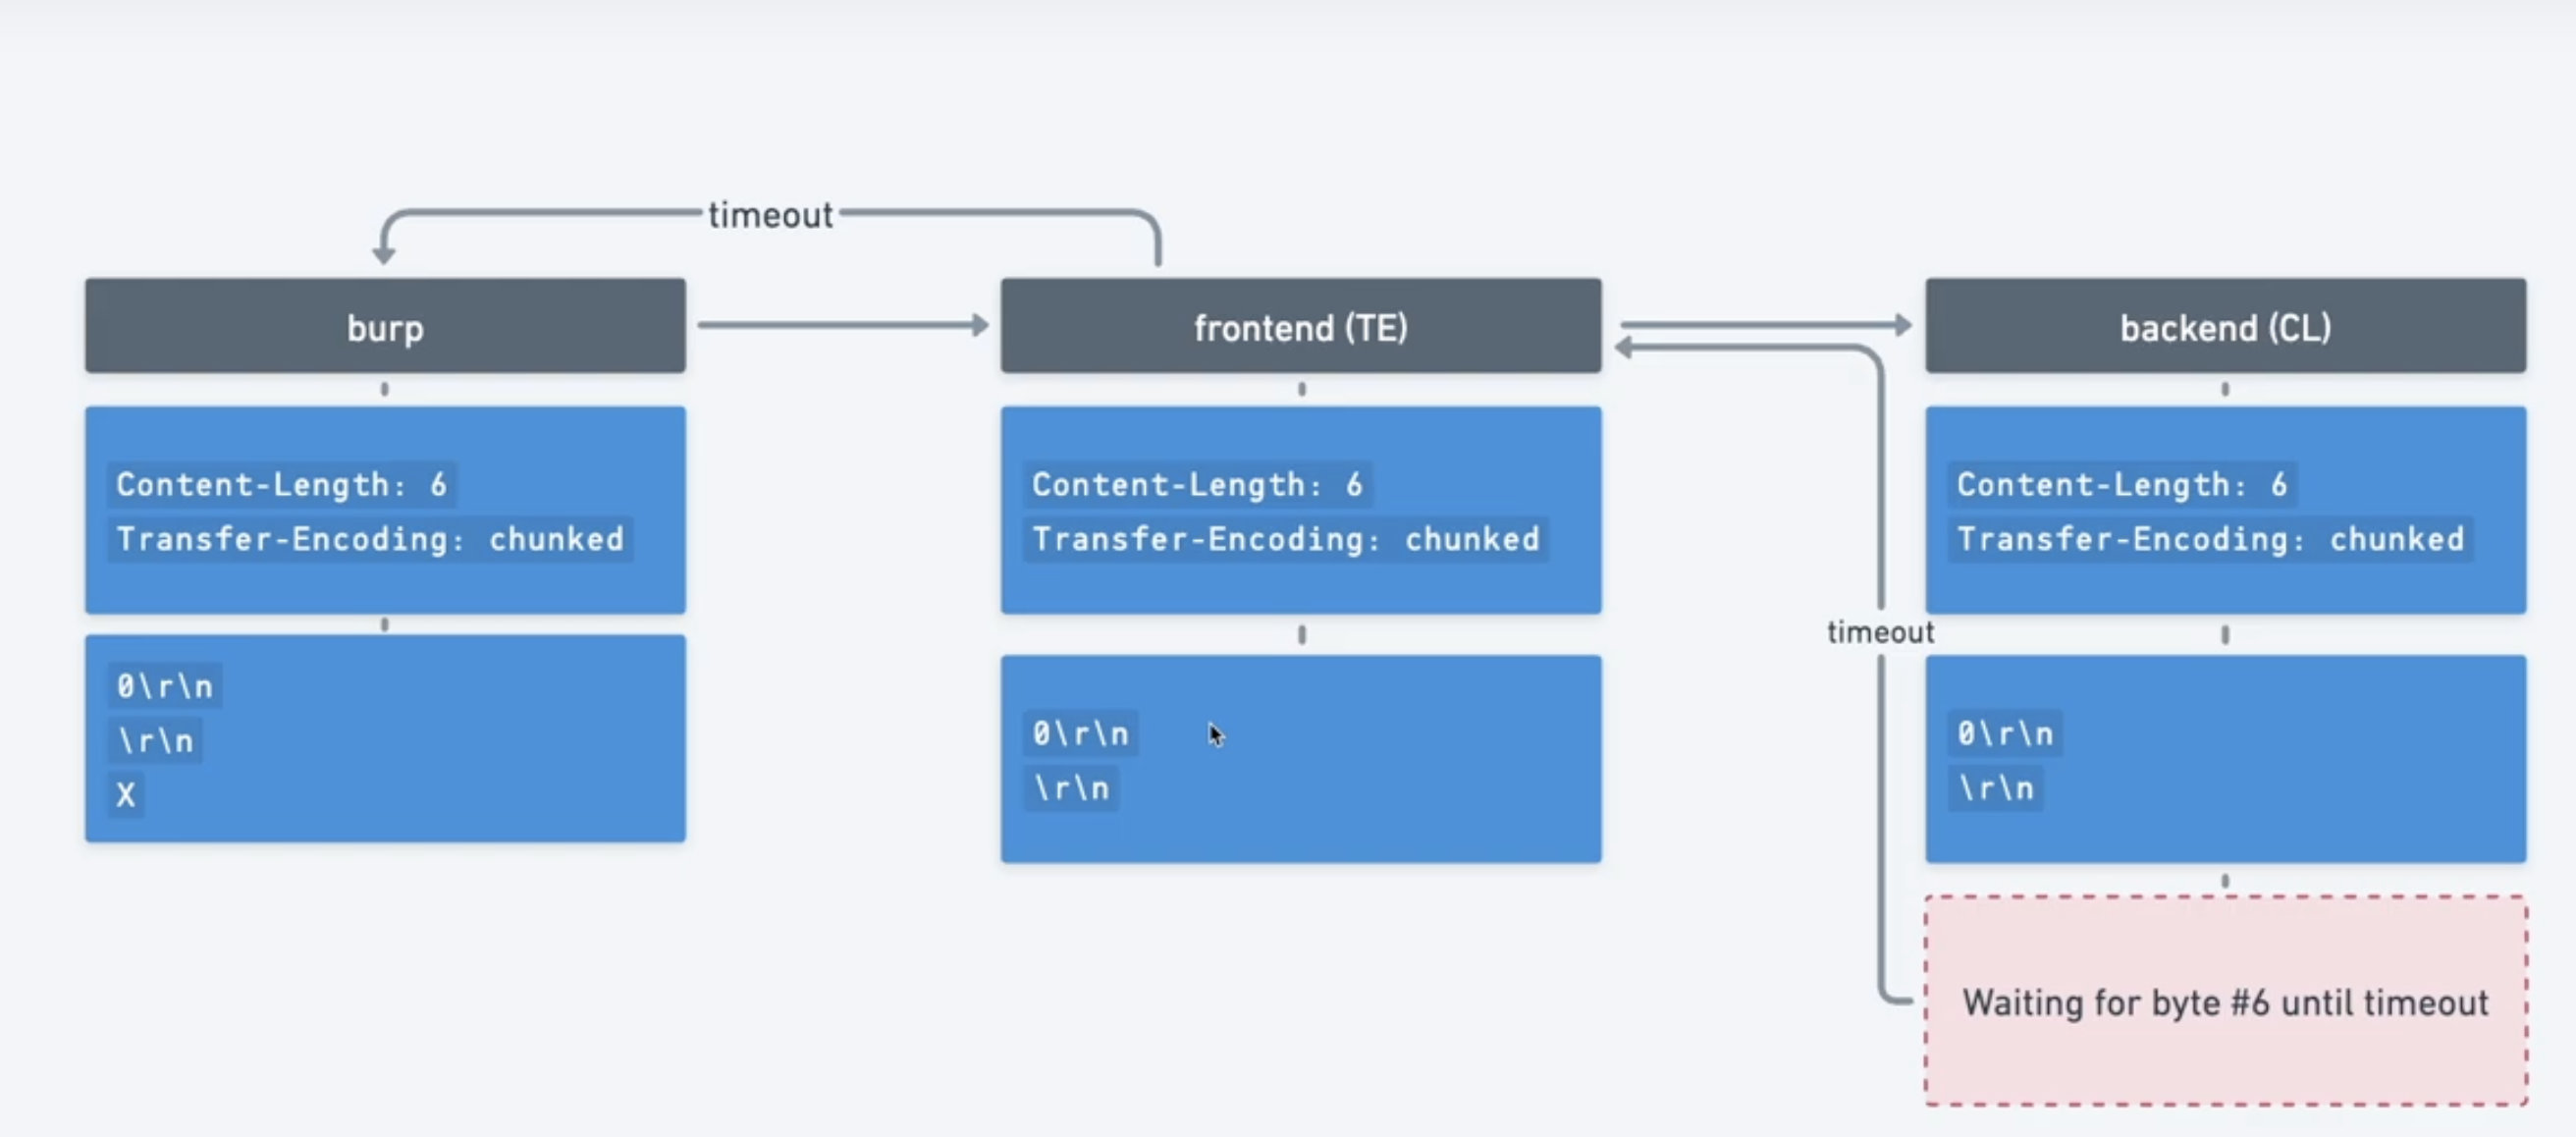 timeout
burp
frontend (TE)
backend (CL)
Content-Length: 6
Transfer-Encoding: chunked
Content-Length: 6
Transfer-Encoding: chunked
Content-Length: 6
Transfer-Encoding: chunked
timeout
0\r\n
\r\n
X
0\r\n
\r\n
0\r\n
\r\n
Waiting for byte #6 until timeout